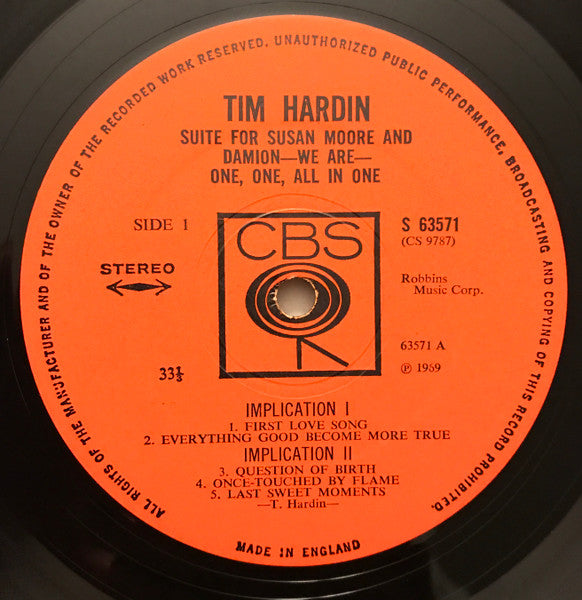 ALL RIGHTS OF THE MANUFACTURER AND OF THE OWNER OF THE RECORDED WORK RESERVED. UNAUTHORIZED PUBLIC PERFORMANCE, BROADCASTING AND COPYING OF THIS RECORD PROHIBITED.
TIM HARDIN
SUITE FOR SUSAN MOORE AND
DAMION—WE ARE—
ONE, ONE, ALL IN ONE
SIDE 1
CBS
S 63571
(CS 9787)
STEREO
Robbins
Music Corp.
63571 A
33⅓
℗ 1969
IMPLICATION I
1. FIRST LOVE SONG
2. EVERYTHING GOOD BECOME MORE TRUE
IMPLICATION II
3. QUESTION OF BIRTH
4. ONCE-TOUCHED BY FLAME
5. LAST SWEET MOMENTS
—T. Hardin—
MADE IN ENGLAND